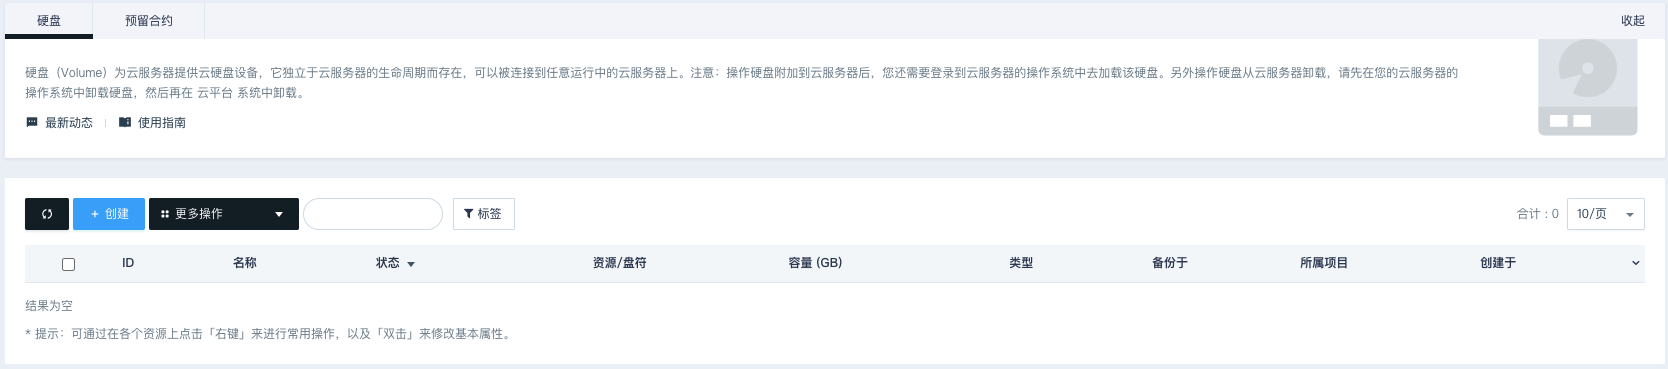 硬盘 预留合约 收起
硬盘（Volume）为云服务器提供云硬盘设备，它独立于云服务器的生命周期而存在，可以被连接到任意运行中的云服务器上。注意：操作硬盘附加到云服务器后，您还需要登录到云服务器的操作系统中去加载该硬盘。另外操作硬盘从云服务器卸载，请先在您的云服务器的
操作系统中卸载硬盘，然后再在 云平台 系统中卸载。
最新动态 使用指南
+ 创建 更多操作 标签 合计：0 10/页
ID 名称 状态 资源/盘符 容量 (GB) 类型 备份于 所属项目 创建于
结果为空
* 提示：可通过在各个资源上点击「右键」来进行常用操作，以及「双击」来修改基本属性。